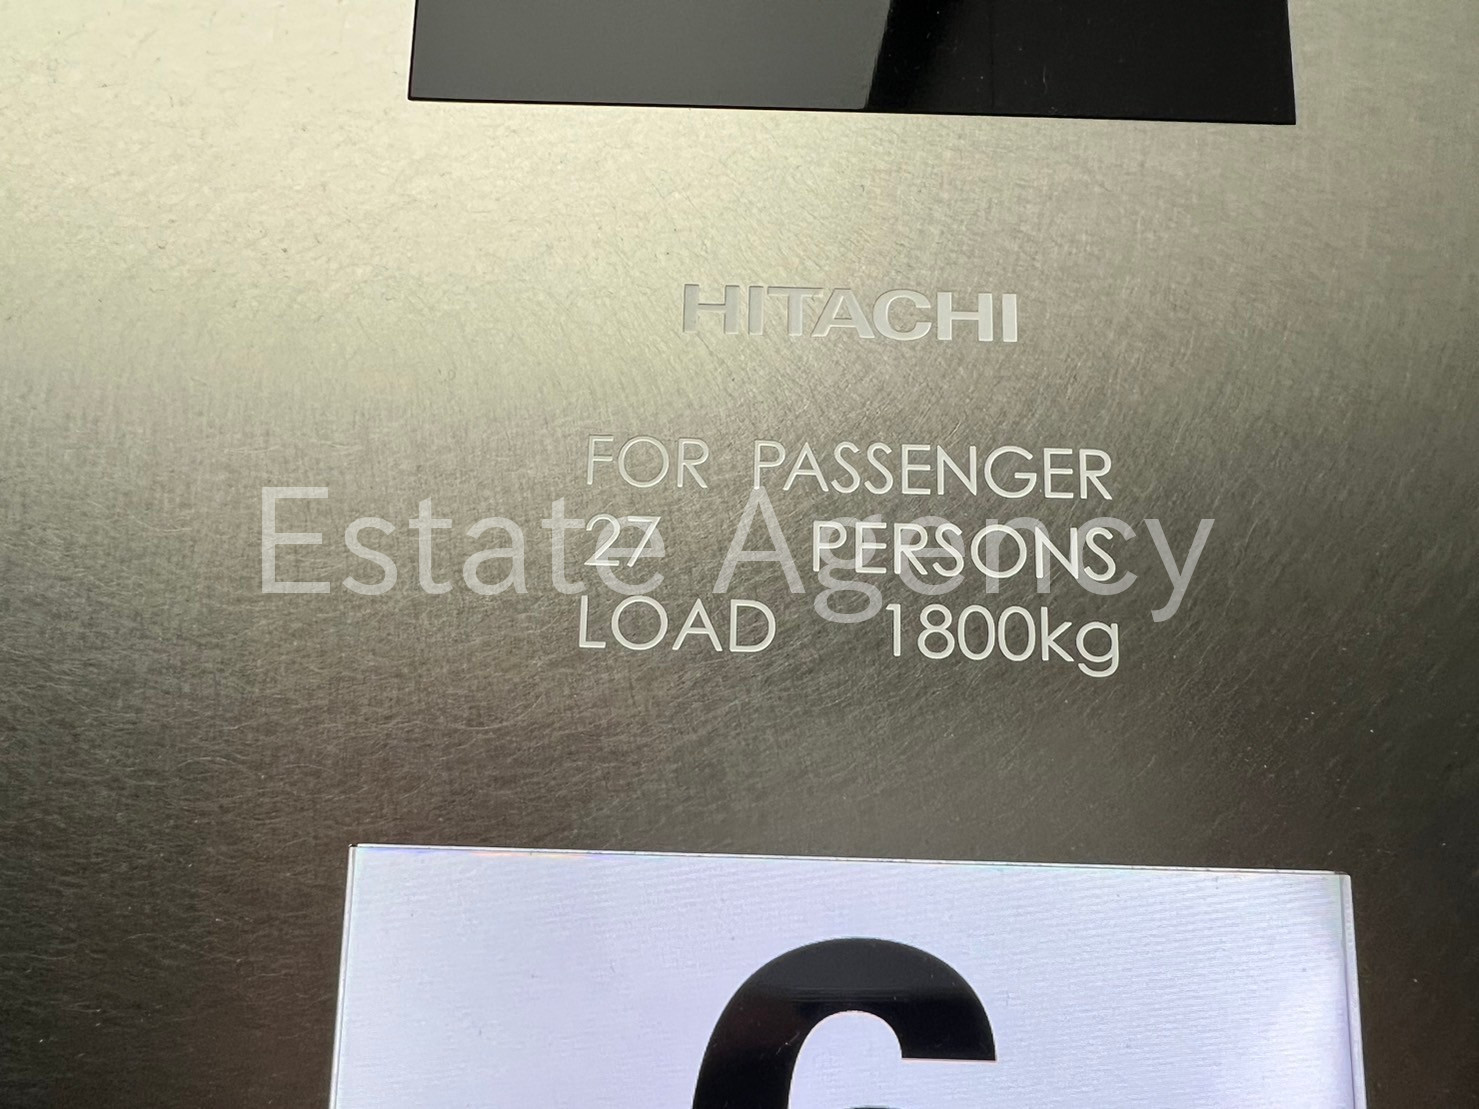 HITACHI
FOR PASSENGER
27 PERSONS
Estate Agency
LOAD 1800kg